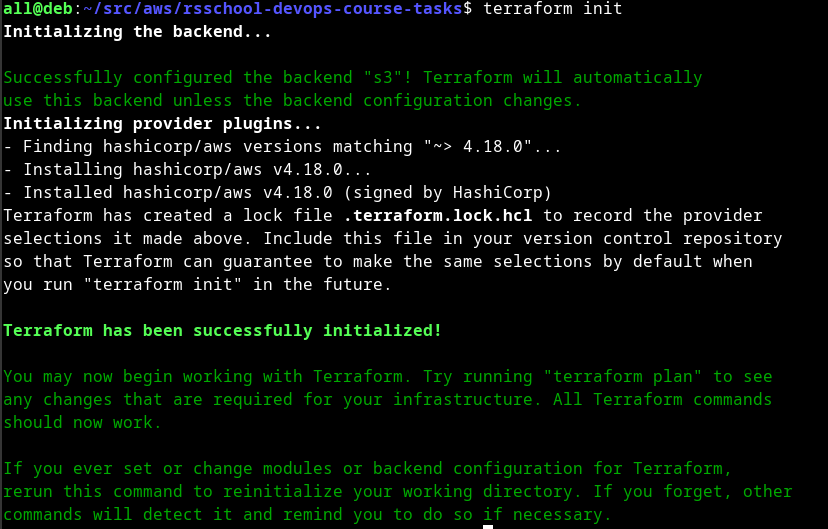 all@deb:~/src/aws/rsschool-devops-course-tasks$ terraform init
Initializing the backend...
Successfully configured the backend "s3"! Terraform will automatically
use this backend unless the backend configuration changes.
Initializing provider plugins...
- Finding hashicorp/aws versions matching "~> 4.18.0"...
- Installing hashicorp/aws v4.18.0...
- Installed hashicorp/aws v4.18.0 (signed by HashiCorp)
Terraform has created a lock file .terraform.lock.hcl to record the provider
selections it made above. Include this file in your version control repository
so that Terraform can guarantee to make the same selections by default when
you run "terraform init" in the future.
Terraform has been successfully initialized!
You may now begin working with Terraform. Try running "terraform plan" to see
any changes that are required for your infrastructure. All Terraform commands
should now work.
If you ever set or change modules or backend configuration for Terraform,
rerun this command to reinitialize your working directory. If you forget, other
commands will detect it and remind you to do so if necessary.